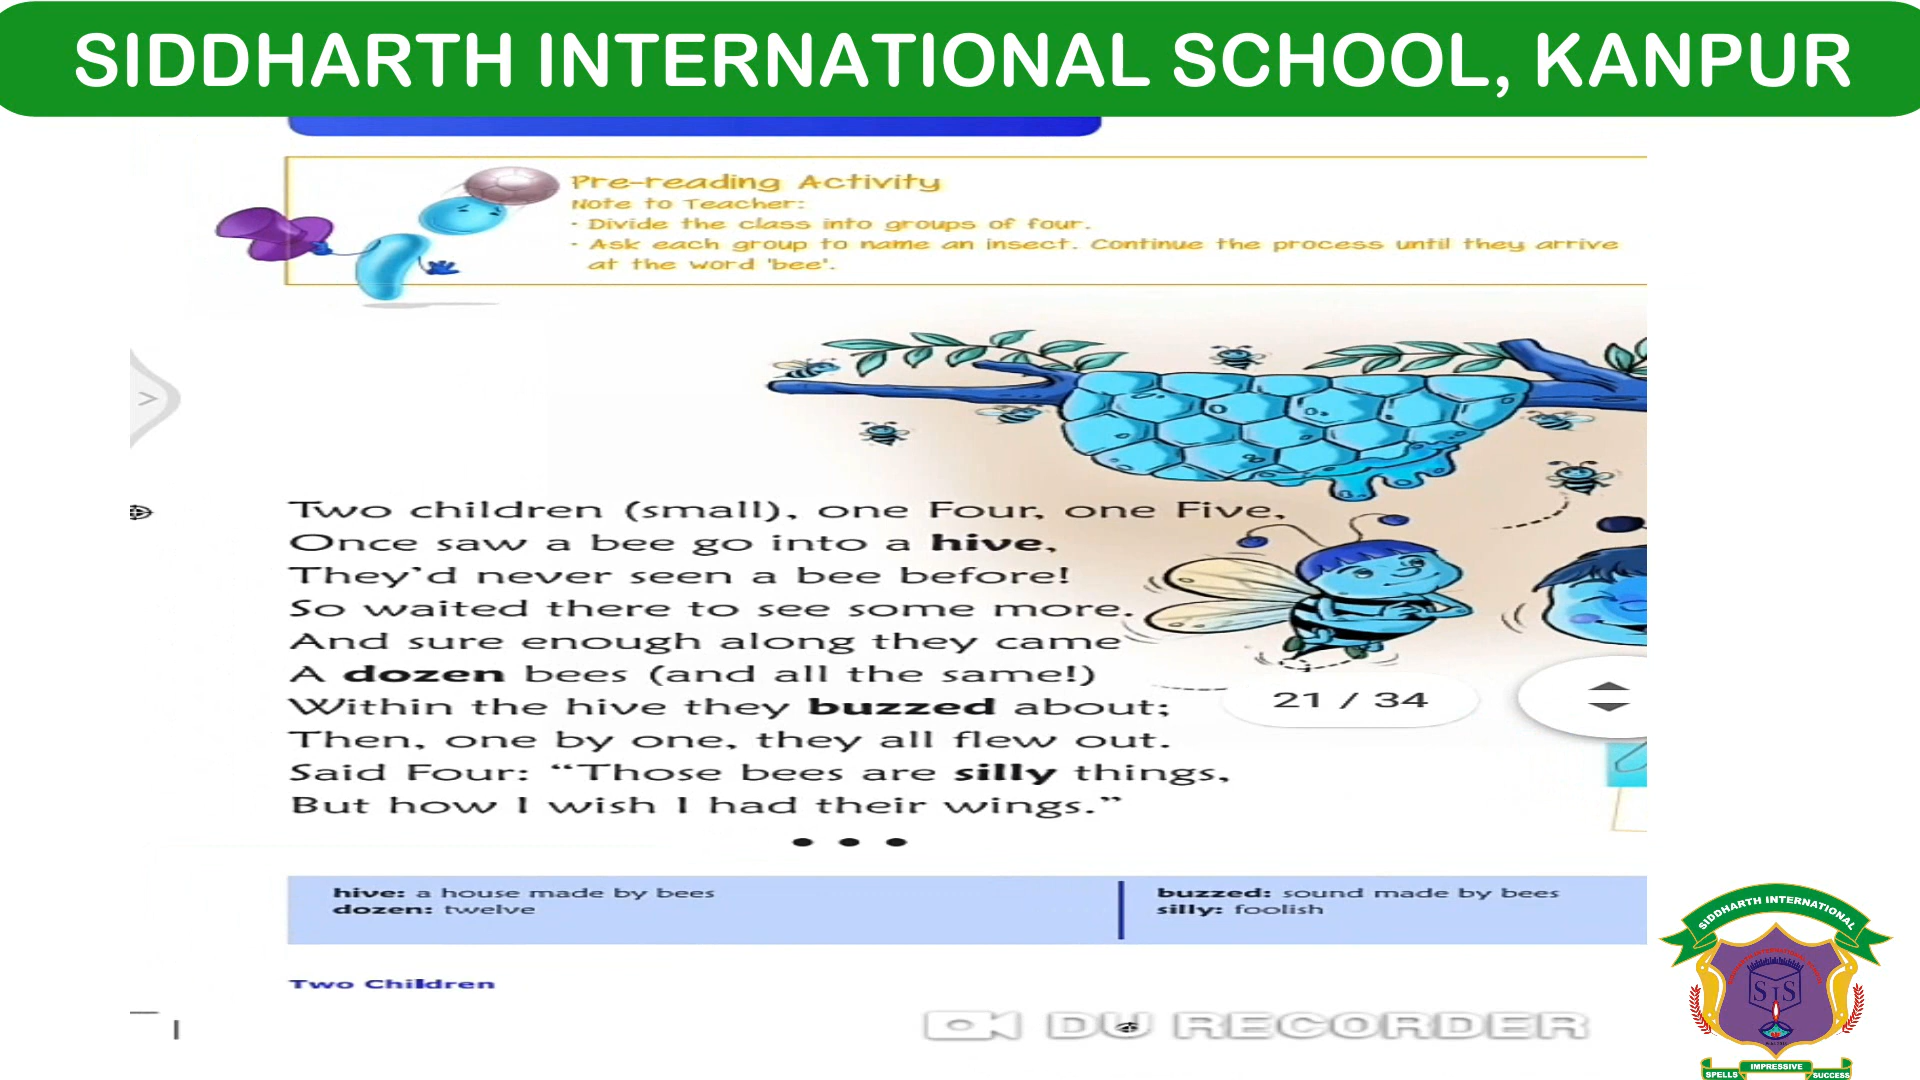 SIDDHARTH INTERNATIONAL SCHOOL, KANPUR
Pre-reading Activity
Note to Teacher:
· Divide the class into groups of four.
· Ask each group to name an insect. Continue the process until they arrive
at the word 'bee'.
>
Two children (small), one Four, one Five,
Once saw a bee go into a hive,
They'd never seen a bee before!
So waited there to see some more.
And sure enough along they came
A dozen bees (and all the same!)
Within the hive they buzzed about;
21 / 34
Then, one by one, they all flew out.
Said Four: “Those bees are silly things,
But how I wish I had their wings.”
• • •
hive: a house made by bees
dozen: twelve
buzzed: sound made by bees
silly: foolish
Two Children
DU RECORDER
SIDDHARTH INTERNATIONAL
SIS
SPELLS IMPRESSIVE SUCCESS